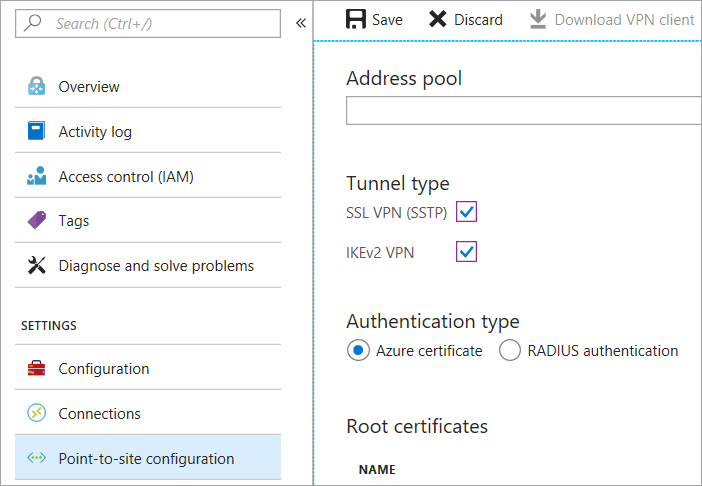 Search (Ctrl+/)
«
Save
Discard
Download VPN client
Overview
Activity log
Access control (IAM)
Tags
Diagnose and solve problems
SETTINGS
Configuration
Connections
Point-to-site configuration
Address pool
Tunnel type
SSL VPN (SSTP)
IKEv2 VPN
Authentication type
Azure certificate
RADIUS authentication
Root certificates
NAME